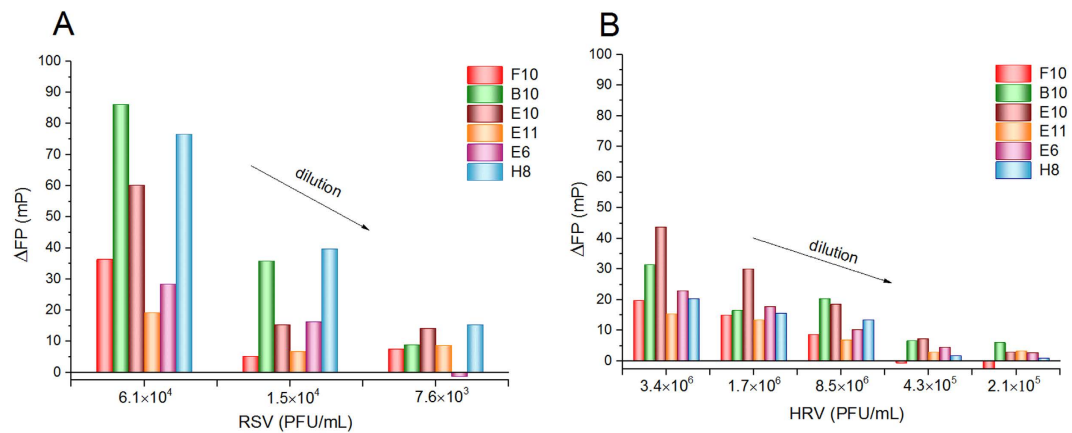 A
ΔFP (mP)
100
90
80
70
60
50
40
30
20
10
0
F10
B10
E10
E11
E6
H8
dilution
6.1×10⁴
1.5×10⁴
7.6×10³
RSV (PFU/mL)
B
ΔFP (mP)
100
90
80
70
60
50
40
30
20
10
0
F10
B10
E10
E11
E6
H8
dilution
3.4×10⁶
1.7×10⁶
8.5×10⁶
4.3×10⁵
2.1×10⁵
HRV (PFU/mL)